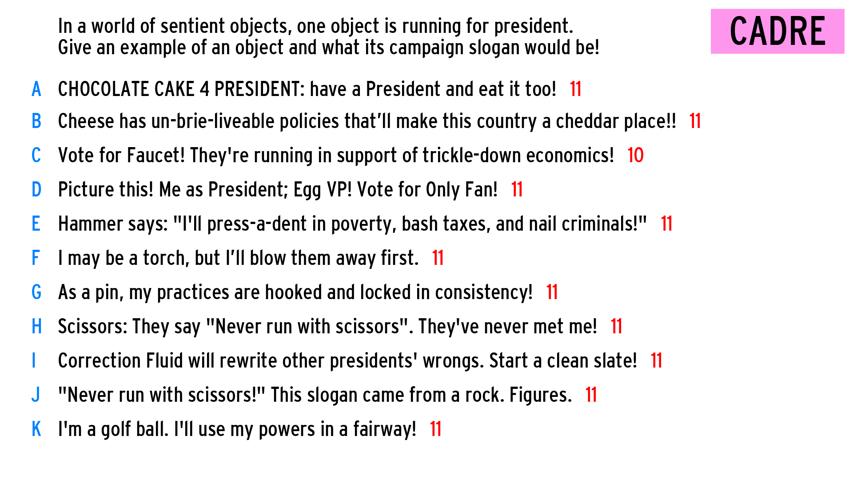 In a world of sentient objects, one object is running for president.
Give an example of an object and what its campaign slogan would be!
CADRE
A CHOCOLATE CAKE 4 PRESIDENT: have a President and eat it too! 11
B Cheese has un-brie-liveable policies that'll make this country a cheddar place!! 11
C Vote for Faucet! They're running in support of trickle-down economics! 10
D Picture this! Me as President; Egg VP! Vote for Only Fan! 11
E Hammer says: "I'll press-a-dent in poverty, bash taxes, and nail criminals!" 11
F I may be a torch, but I'll blow them away first. 11
G As a pin, my practices are hooked and locked in consistency! 11
H Scissors: They say "Never run with scissors". They've never met me! 11
I Correction Fluid will rewrite other presidents' wrongs. Start a clean slate! 11
J "Never run with scissors!" This slogan came from a rock. Figures. 11
K I'm a golf ball. I'll use my powers in a fairway! 11